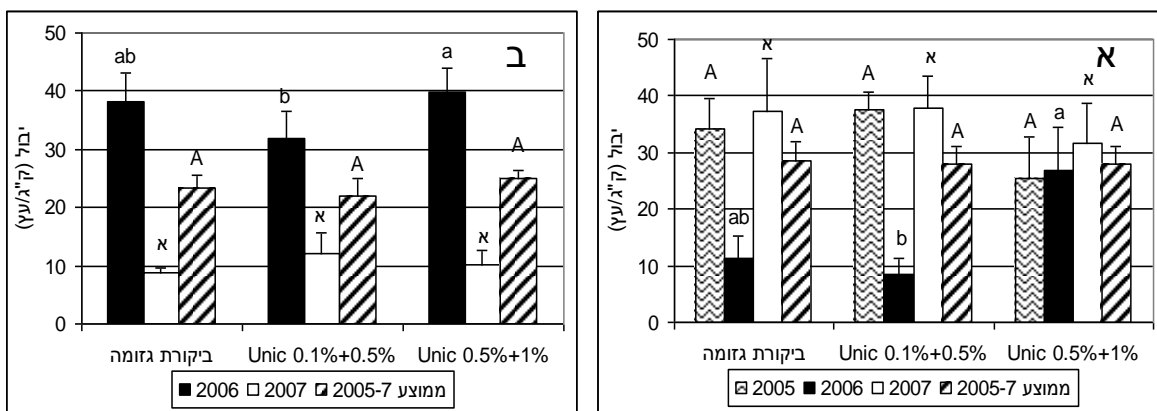 ב
יבול (ק"ג/עץ)
50
40
30
20
10
0
ab
א
A
b
א
A
a
א
A
ביקורת גזומה
Unic 0.1%+0.5%
Unic 0.5%+1%
2006
2007
ממוצע 2005-7
א
יבול (ק"ג/עץ)
50
40
30
20
10
0
A
ab
א
A
A
b
א
A
A
a
א
A
ביקורת גזומה
Unic 0.1%+0.5%
Unic 0.5%+1%
2005
2006
2007
ממוצע 2005-7